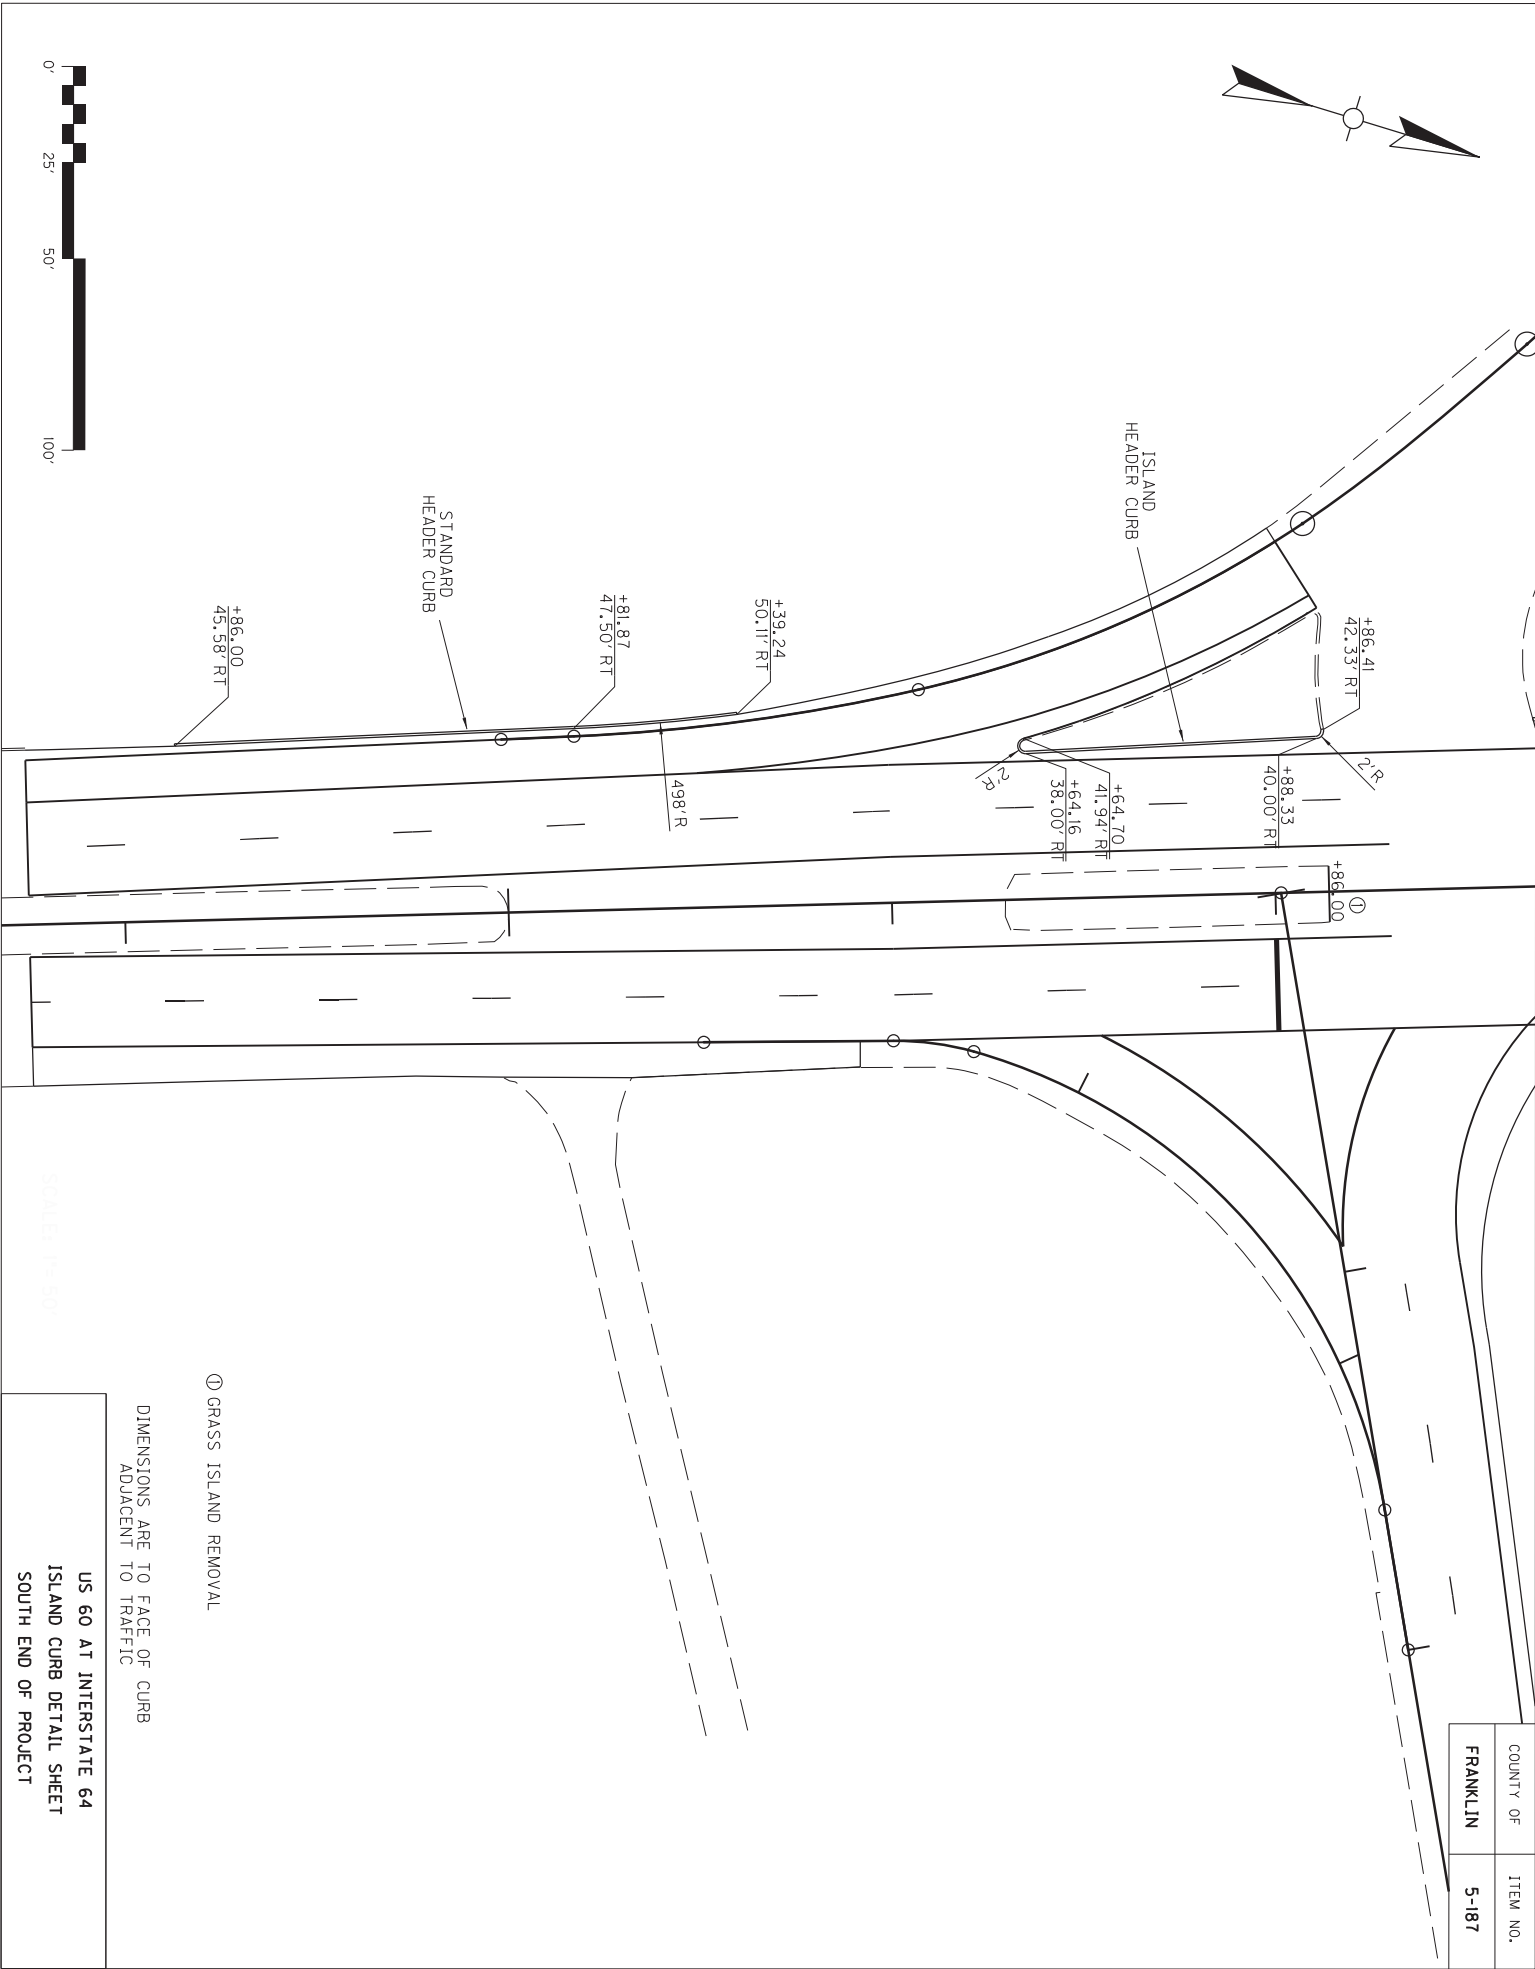 COUNTY OF
ITEM NO.
FRANKLIN
5-187
+86.41
42.33' RT
2'R
+88.33
40.00' RT
+86.00
①
ISLAND
HEADER CURB
+64.70
41.94' RT
+64.16
38.00' RT
2'R
+39.24
50.11' RT
498'R
+81.87
47.50' RT
STANDARD
HEADER CURB
+86.00
45.58' RT
0'
25'
50'
100'
① GRASS ISLAND REMOVAL
DIMENSIONS ARE TO FACE OF CURB
ADJACENT TO TRAFFIC
US 60 AT INTERSTATE 64
ISLAND CURB DETAIL SHEET
SOUTH END OF PROJECT